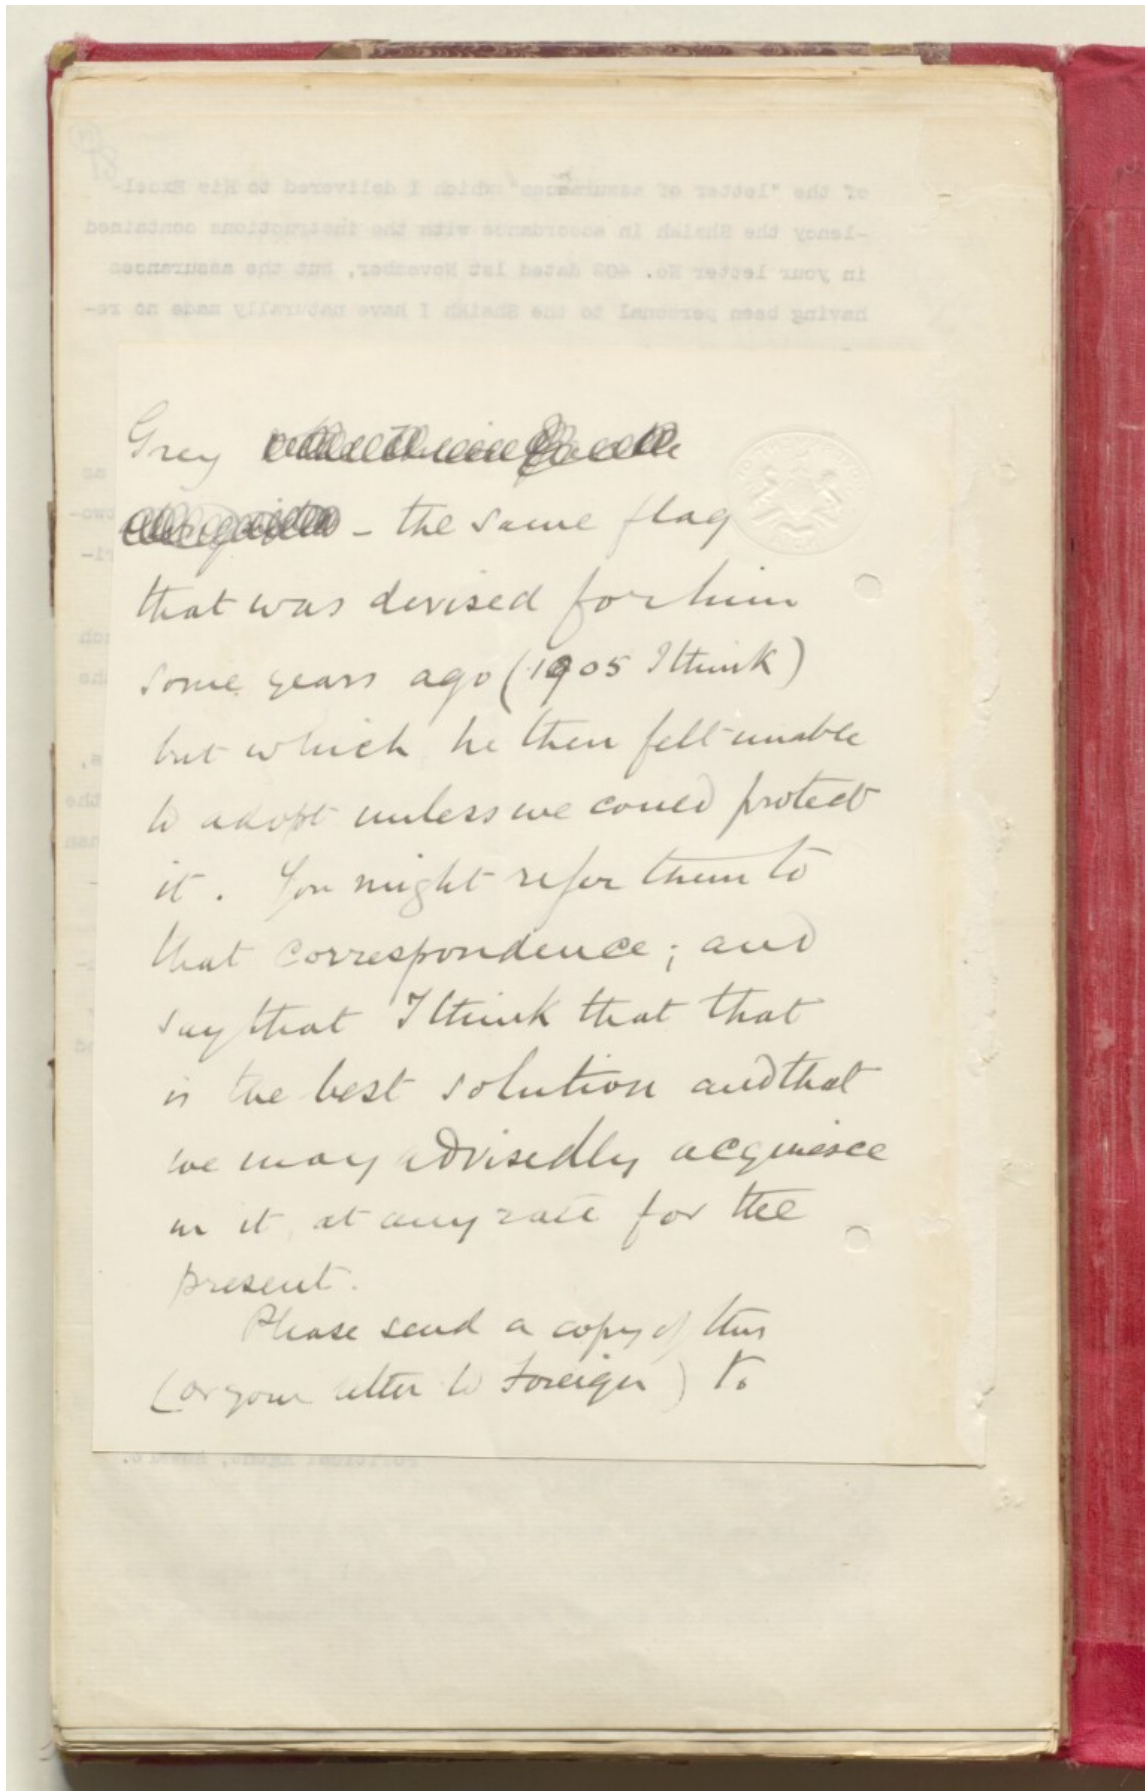 Grey
- the same flag
that was devised for him
some years ago (1905 I think)
but which he then felt unable
to adopt unless we could protect
it. You might refer them to
that correspondence; and
say that I think that that
is the best solution and that
we may advisedly acquiesce
in it, at any rate for the
present.
Please send a copy of this
(or your letter to Foreign) to
of the "letter of assurances" which I delivered to His Excel-
-lency the Shaikh in accordance with the instructions contained
in your letter No. 403 dated 1st November, but the assurances
having been personal to the Shaikh I have naturally made no re-